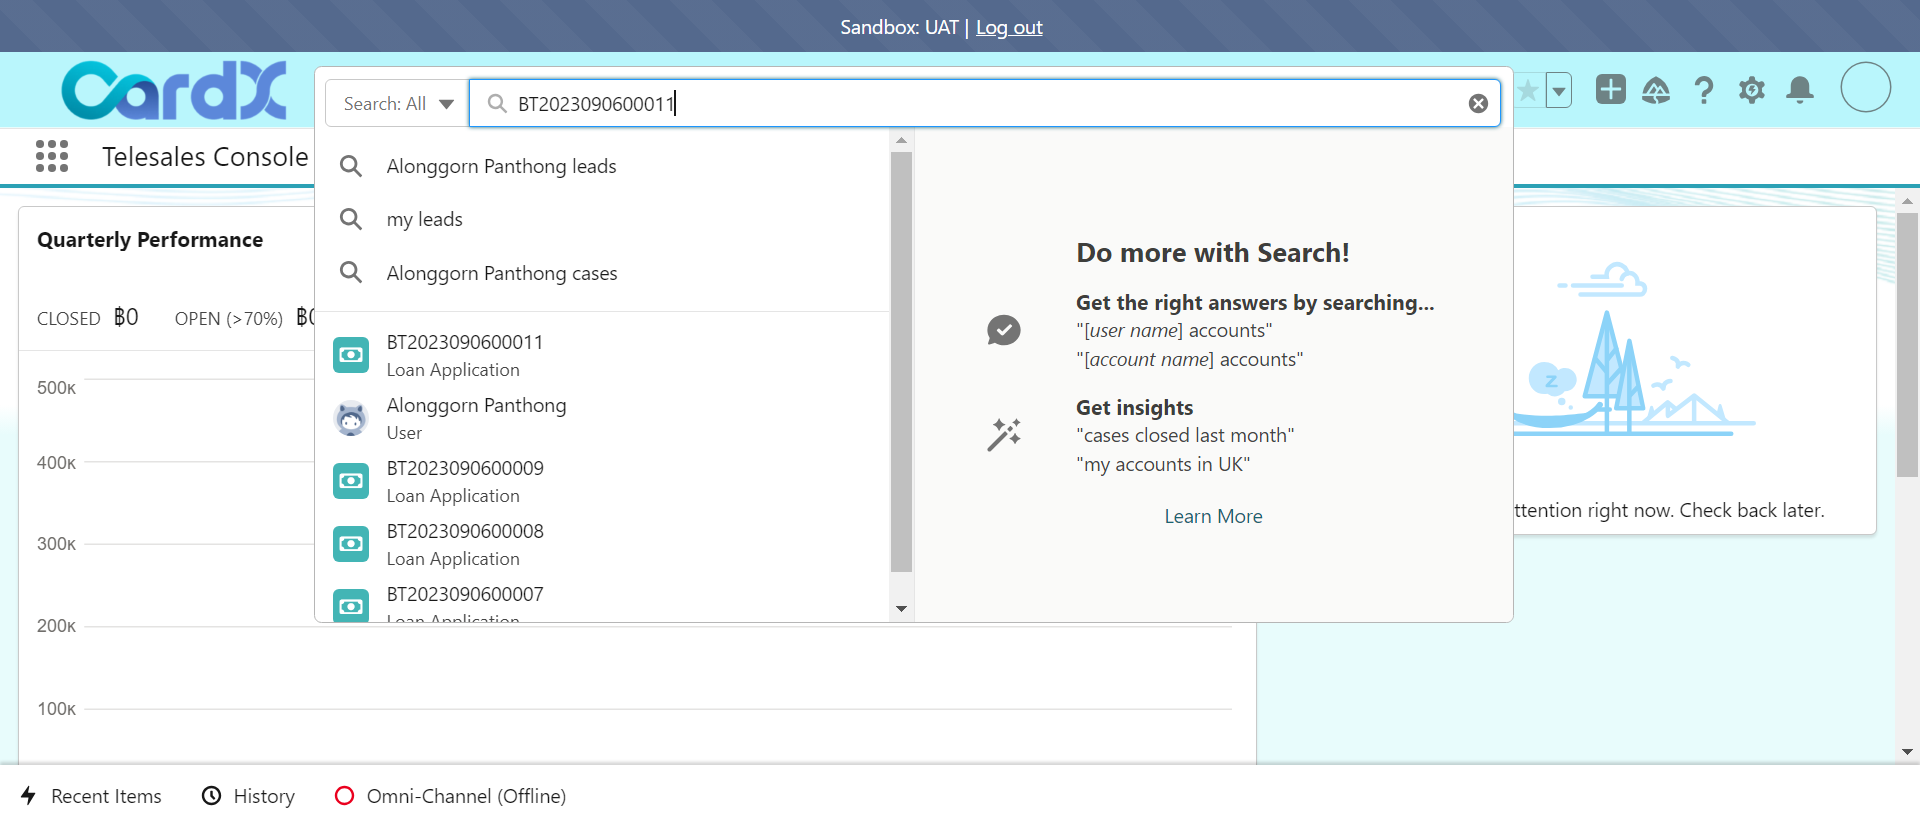 Sandbox: UAT | Log out
CardX
Search: All
BT2023090600011
Telesales Console
Alonggorn Panthong leads
my leads
Alonggorn Panthong cases
BT2023090600011
Loan Application
Alonggorn Panthong
User
BT2023090600009
Loan Application
BT2023090600008
Loan Application
BT2023090600007
Loan Application
Do more with Search!
Get the right answers by searching...
"[user name] accounts"
"[account name] accounts"
Get insights
"cases closed last month"
"my accounts in UK"
Learn More
Quarterly Performance
CLOSED ฿0 OPEN (>70%) ฿0
500K
400K
300K
200K
100K
z
ttention right now. Check back later.
Recent Items
History
Omni-Channel (Offline)